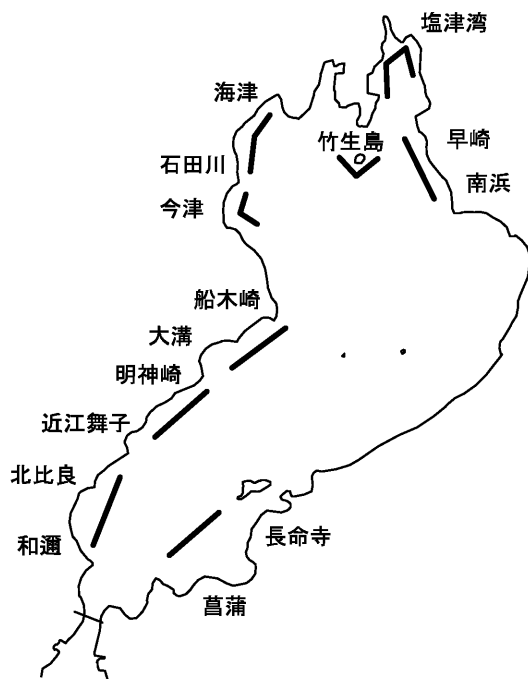 塩津湾
海津
竹生島
早崎
石田川
南浜
今津
船木崎
大溝
明神崎
近江舞子
北比良
長命寺
和邇
菖蒲